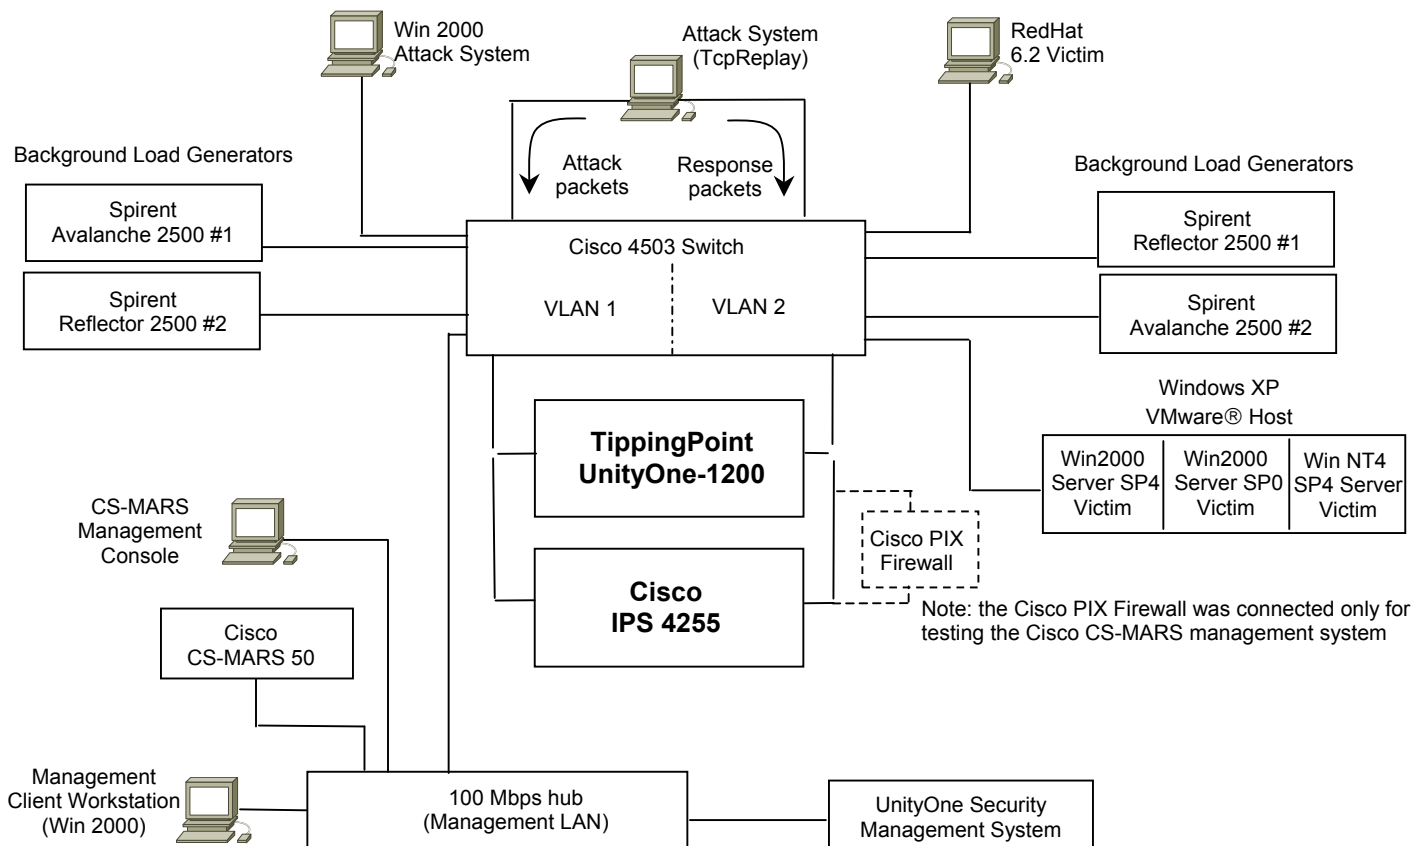 Win 2000
Attack System
Attack System
(TcpReplay)
RedHat
6.2 Victim
Attack
packets
Response
packets
Background Load Generators
Spirent
Avalanche 2500 #1
Spirent
Reflector 2500 #2
Cisco 4503 Switch
VLAN 1
VLAN 2
Background Load Generators
Spirent
Reflector 2500 #1
Spirent
Avalanche 2500 #2
Windows XP
VMware® Host
Win2000
Server SP4
Victim
Win2000
Server SP0
Victim
Win NT4
SP4 Server
Victim
TippingPoint
UnityOne-1200
Cisco
IPS 4255
Cisco PIX
Firewall
Note: the Cisco PIX Firewall was connected only for
testing the Cisco CS-MARS management system
CS-MARS
Management
Console
Cisco
CS-MARS 50
Management
Client Workstation
(Win 2000)
100 Mbps hub
(Management LAN)
UnityOne Security
Management System